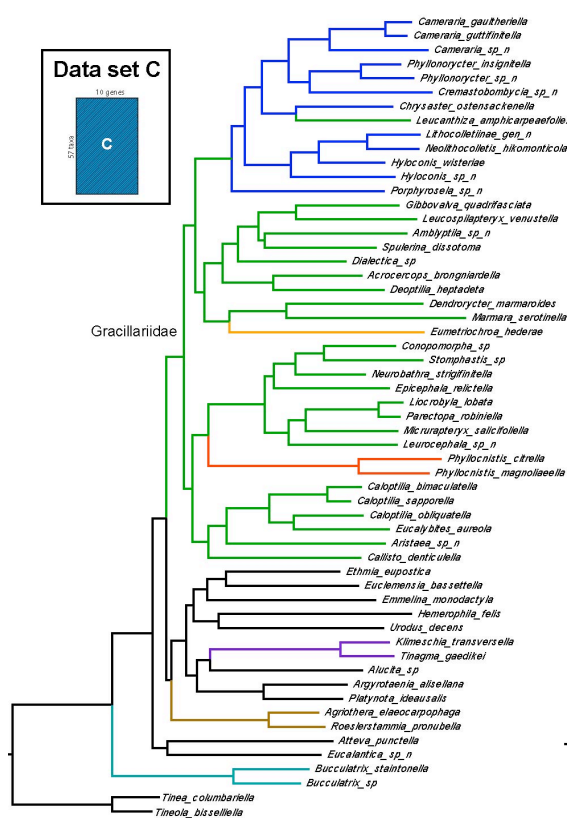 Data set C
10 genes
57 taxa
C
Gracillariidae
Cameraria_gaultheriella
Cameraria_guttifinitella
Cameraria_sp_n
Phyllonorycter_insignitella
Phyllonorycter_sp_n
Cremastobombycia_sp_n
Chrysaster_ostensackenella
Leucanthiza_amphicarpeaefoliella
Lithocolletiinae_gen_n
Neolithocolletis_hikomonticola
Hyloconis_wisteriae
Hyloconis_sp_n
Porphyrosela_sp_n
Gibbovalva_quadrifasciata
Leucospilapteryx_venustella
Amblyptila_sp_n
Spulerina_dissotoma
Dialectica_sp
Acrocercops_brongniardella
Deoptilia_heptadeta
Dendrorycter_marmaroides
Marmara_serotinella
Eumetriochroa_hederae
Conopomorpha_sp
Stomphastis_sp
Neurobathra_strigifinitella
Epicephala_relictella
Liocrobyla_lobata
Parectopa_robiniella
Micrurapteryx_salicifoliella
Leurocephala_sp_n
Phyllocnistis_citrella
Phyllocnistis_magnoliaeella
Caloptilia_bimaculatella
Caloptilia_sapporella
Caloptilia_obliquatella
Eucalybites_aureola
Aristaea_sp_n
Callisto_denticulella
Ethmia_eupostica
Euclemensia_bassettella
Emmelina_monodactyla
Hemerophila_felis
Urodus_decens
Klimeschia_transversella
Tinagma_gaedikei
Alucita_sp
Argyrotaenia_alisellana
Platynota_ideausalis
Agriothera_elaeocarpophaga
Roeslerstammia_pronubella
Atteva_punctella
Eucalantica_sp_n
Bucculatrix_staintonella
Bucculatrix_sp
Tinea_columbariella
Tineola_bisselliella